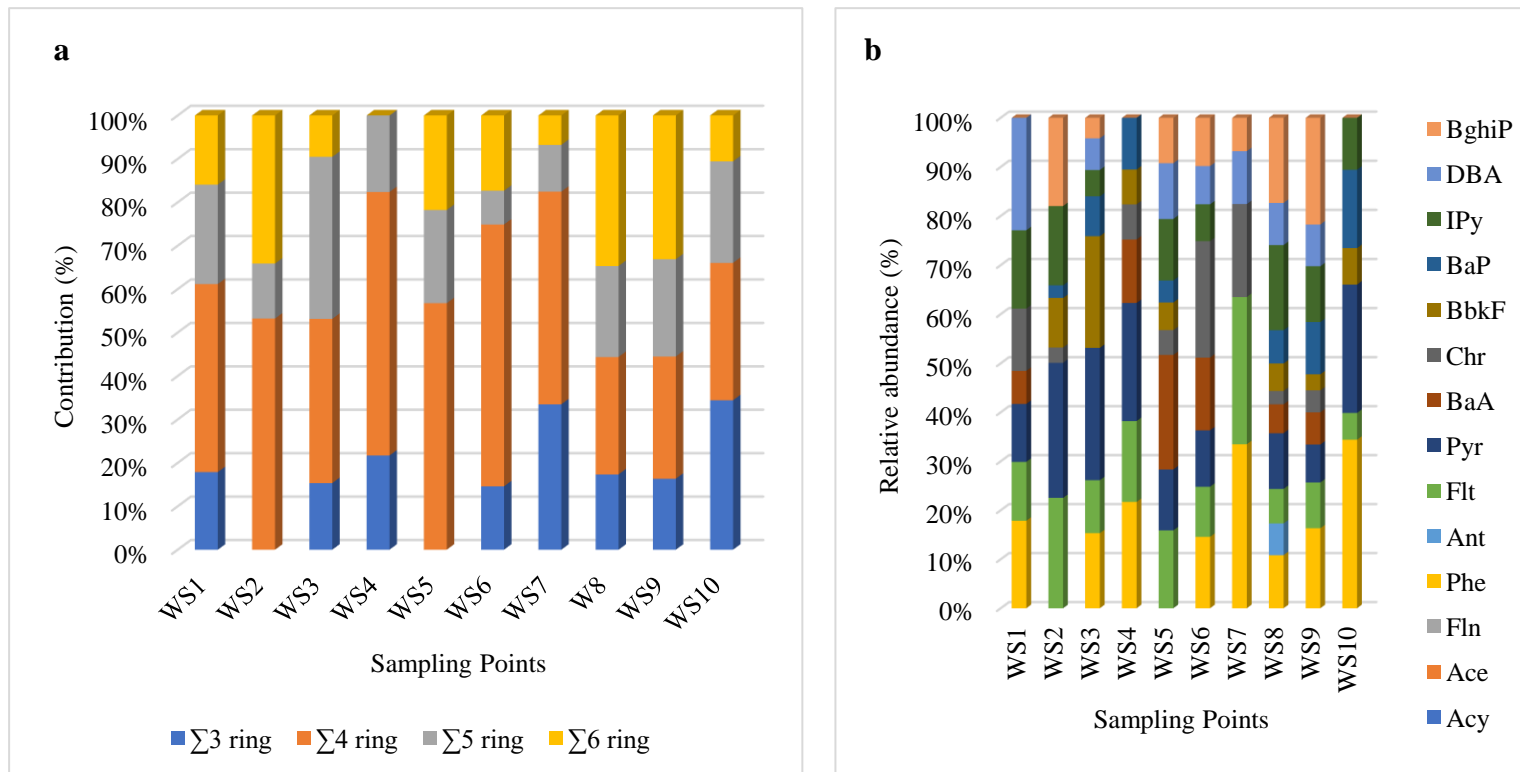 a
100%
90%
80%
70%
60%
50%
40%
30%
20%
10%
0%
Contribution (%)
WS1
WS2
WS3
WS4
WS5
WS6
WS7
W8
WS9
WS10
Sampling Points
∑3 ring ∑4 ring ∑5 ring ∑6 ring
b
100%
90%
80%
70%
60%
50%
40%
30%
20%
10%
0%
Relative abundance (%)
WS1
WS2
WS3
WS4
WS5
WS6
WS7
WS8
WS9
WS10
Sampling Points
BghiP
DBA
IPy
BaP
BbkF
Chr
BaA
Pyr
Flt
Ant
Phe
Fln
Ace
Acy